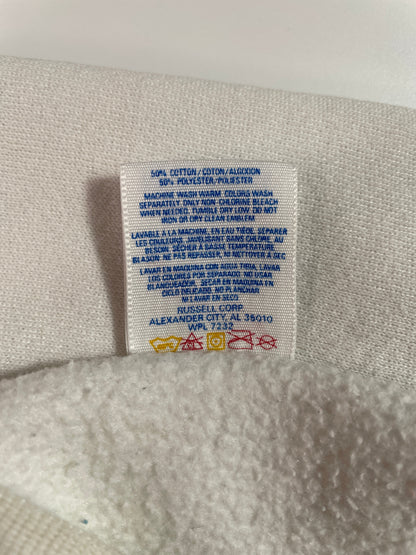 50% COTTON/COTON/ALGODON
50% POLYESTER/POLIESTER
MACHINE WASH WARM. COLORS WASH
SEPARATELY ONLY NON-CHLORINE BLEACH
WHEN NEEDED. TUMBLE DRY LOW. DO NOT
IRON OR DRY CLEAN EMBLEM
LAVABLE A LA MACHINE, EN EAU TIÉDE. SÉPARER
LES COULEURS. JAVELISANT SANS CHLORE, AU
BESOIN. SÉCHER À BASSE TEMPERATURE.
BLASON: NE PAS REPASSER, NI NETTOYER À SEC
LAVAR EN MAQUINA CON AGUA TIBIA. LAVAR
LOS COLORES POR SEPARADO. NO USAR
BLANQUEADOR. SECAR EN MAQUINA EN
CICLO DELICADO. NO PLANCHAR
NI LAVAR EN SECO
RUSSELL CORP.
ALEXANDER CITY, AL 35010
WPL 7232